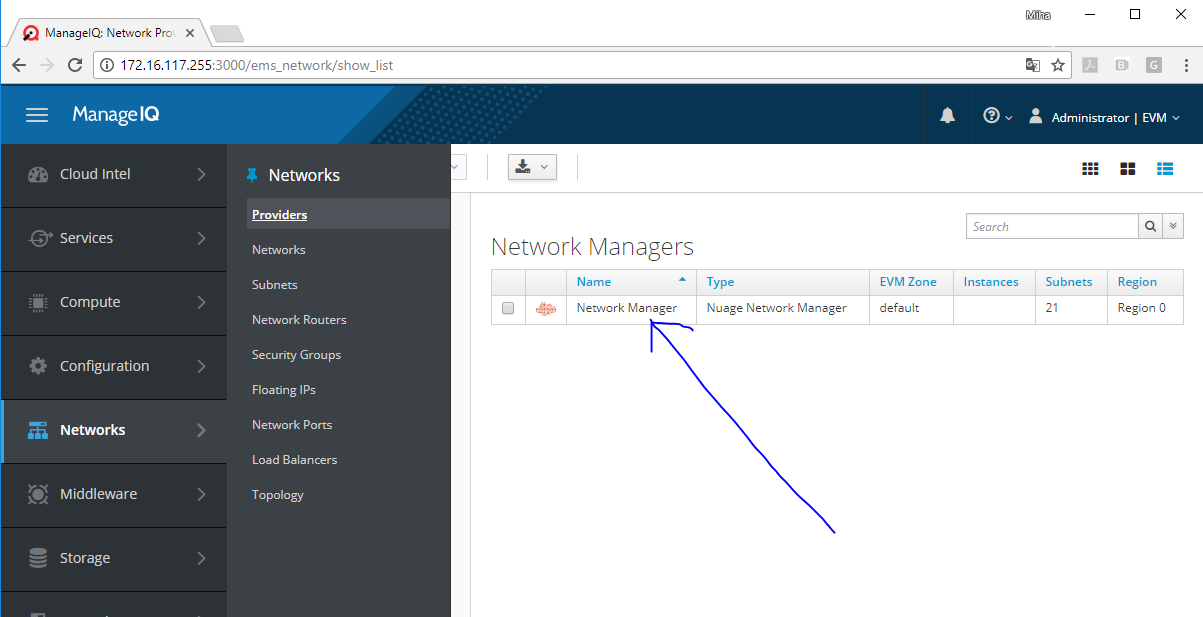 Miha
ManageIQ: Network Prov
172.16.117.255:3000/ems_network/show_list
ManageIQ
Administrator | EVM
Cloud Intel
Services
Compute
Configuration
Networks
Middleware
Storage
Networks
Providers
Networks
Subnets
Network Routers
Security Groups
Floating IPs
Network Ports
Load Balancers
Topology
Search
Network Managers
Name Type EVM Zone Instances Subnets Region
Network Manager Nuage Network Manager default 21 Region 0